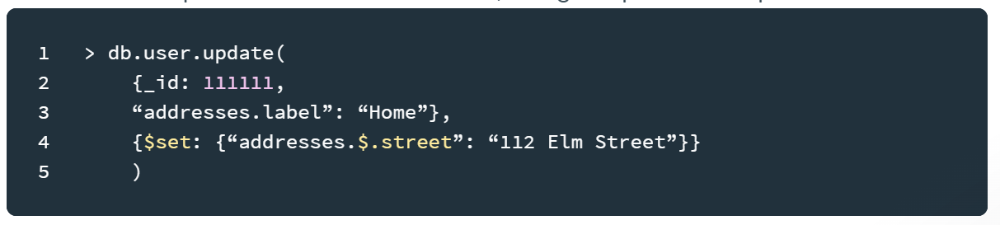 1 > db.user.update(
2 {_id: 111111,
3 “addresses.label”: “Home”},
4 {$set: {“addresses.$.street”: “112 Elm Street”}}
5 )